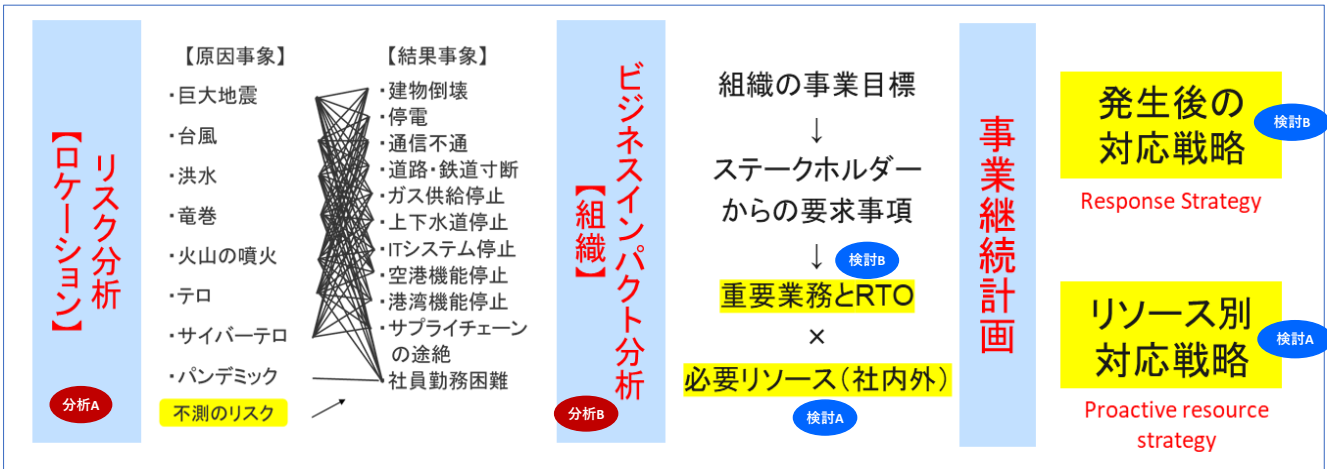 リスク分析
【ロケーション】
分析A
【原因事象】
・巨大地震
・台風
・洪水
・竜巻
・火山の噴火
・テロ
・サイバーテロ
・パンデミック
不測のリスク
【結果事象】
・建物倒壊
・停電
・通信不通
・道路・鉄道寸断
・ガス供給停止
・上下水道停止
・ITシステム停止
・空港機能停止
・港湾機能停止
・サプライチェーン
の途絶
・社員勤務困難
ビジネスインパクト分析
【組織】
分析B
組織の事業目標
↓
ステークホルダー
からの要求事項
↓
検討B
重要業務とRTO
×
必要リソース（社内外）
検討A
事業継続計画
発生後の
対応戦略
検討B
Response Strategy
リソース別
対応戦略
検討A
Proactive resource
strategy